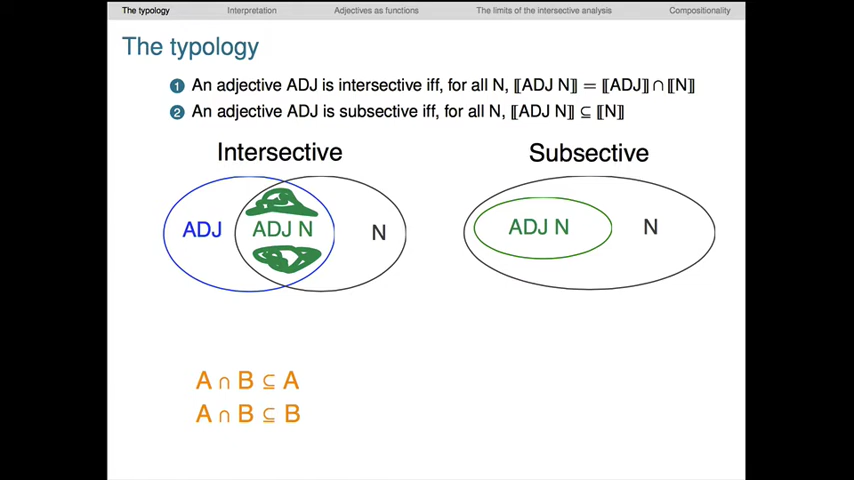 The typology Interpretation Adjectives as functions The limits of the intersective analysis Compositionality
The typology
1 An adjective ADJ is intersective iff, for all N, ⟦ADJ N⟧ = ⟦ADJ⟧ ∩ ⟦N⟧
2 An adjective ADJ is subsective iff, for all N, ⟦ADJ N⟧ ⊆ ⟦N⟧
Intersective Subsective
ADJ ADJ N N ADJ N N
A ∩ B ⊆ A
A ∩ B ⊆ B